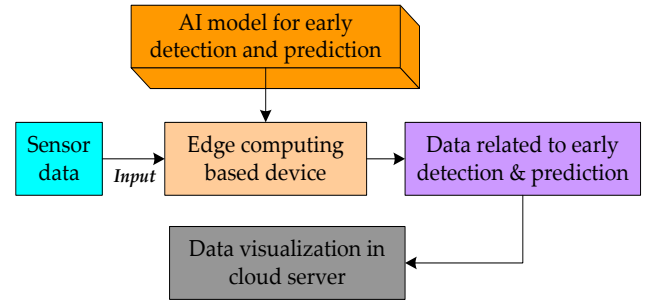 AI model for early
detection and prediction
Sensor
data
Input
Edge computing
based device
Data related to early
detection & prediction
Data visualization in
cloud server